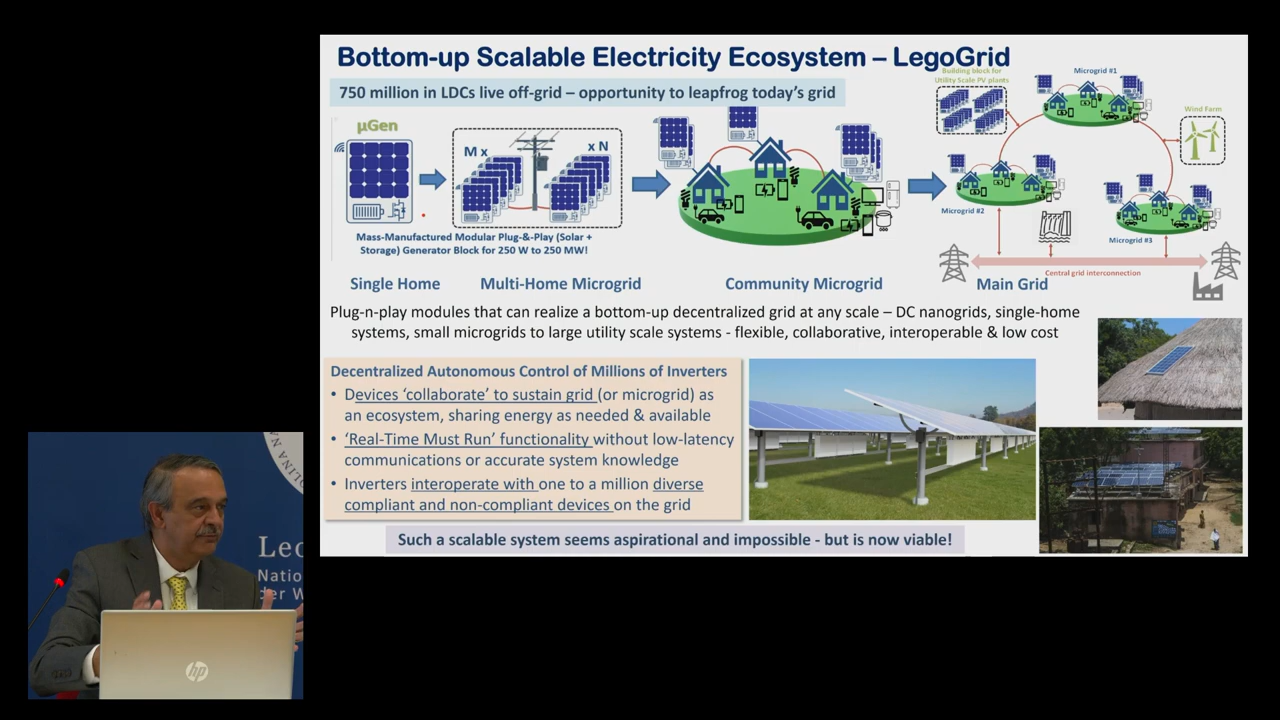 Bottom-up Scalable Electricity Ecosystem – LegoGrid
750 million in LDCs live off-grid – opportunity to leapfrog today's grid
µGen
M x
x N
Mass-Manufactured Modular Plug-&-Play (Solar +
Storage) Generator Block for 250 W to 250 MW!
Building block for
Utility Scale PV plants
Microgrid #1
Wind Farm
Microgrid #2
Microgrid #3
Central grid interconnection
Single Home
Multi-Home Microgrid
Community Microgrid
Main Grid
Plug-n-play modules that can realize a bottom-up decentralized grid at any scale – DC nanogrids, single-home
systems, small microgrids to large utility scale systems - flexible, collaborative, interoperable & low cost
Decentralized Autonomous Control of Millions of Inverters
• Devices 'collaborate' to sustain grid (or microgrid) as
an ecosystem, sharing energy as needed & available
• 'Real-Time Must Run' functionality without low-latency
communications or accurate system knowledge
• Inverters interoperate with one to a million diverse
compliant and non-compliant devices on the grid
Such a scalable system seems aspirational and impossible - but is now viable!
OLINA
Leo
Natio
der W
hp